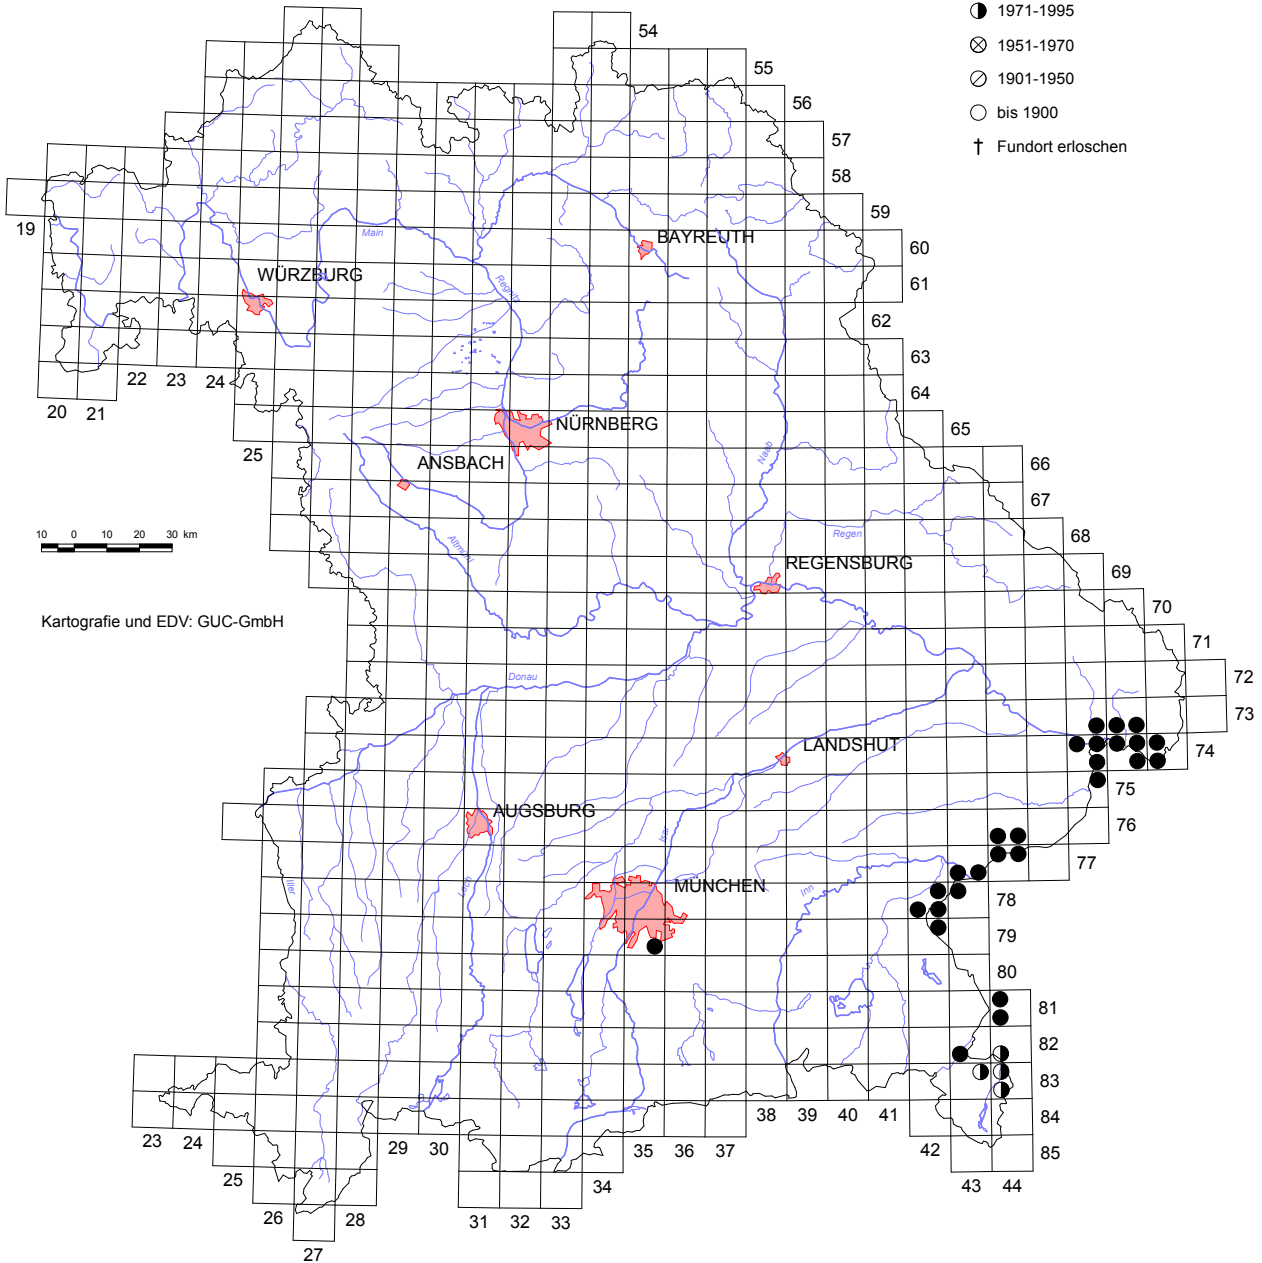 1971-1995
54
1951-1970
55
1901-1950
56
bis 1900
57
† Fundort erloschen
58
59
19
Main
BAYREUTH
60
WÜRZBURG
61
Regnitz
62
63
22 23 24
64
20 21
NÜRNBERG
65
25
ANSBACH
Naab
66
67
10 0 10 20 30 km
Altmühl
Regen
68
REGENSBURG
69
70
Kartografie und EDV: GUC-GmbH
71
Donau
72
73
LANDSHUT
74
75
AUGSBURG
76
Isar
77
Iller
Lech
MÜNCHEN
Inn
78
79
80
81
82
83
38 39 40 41
84
23 24
29 30
35 36 37
42
85
25
34
43 44
26 28
31 32 33
27